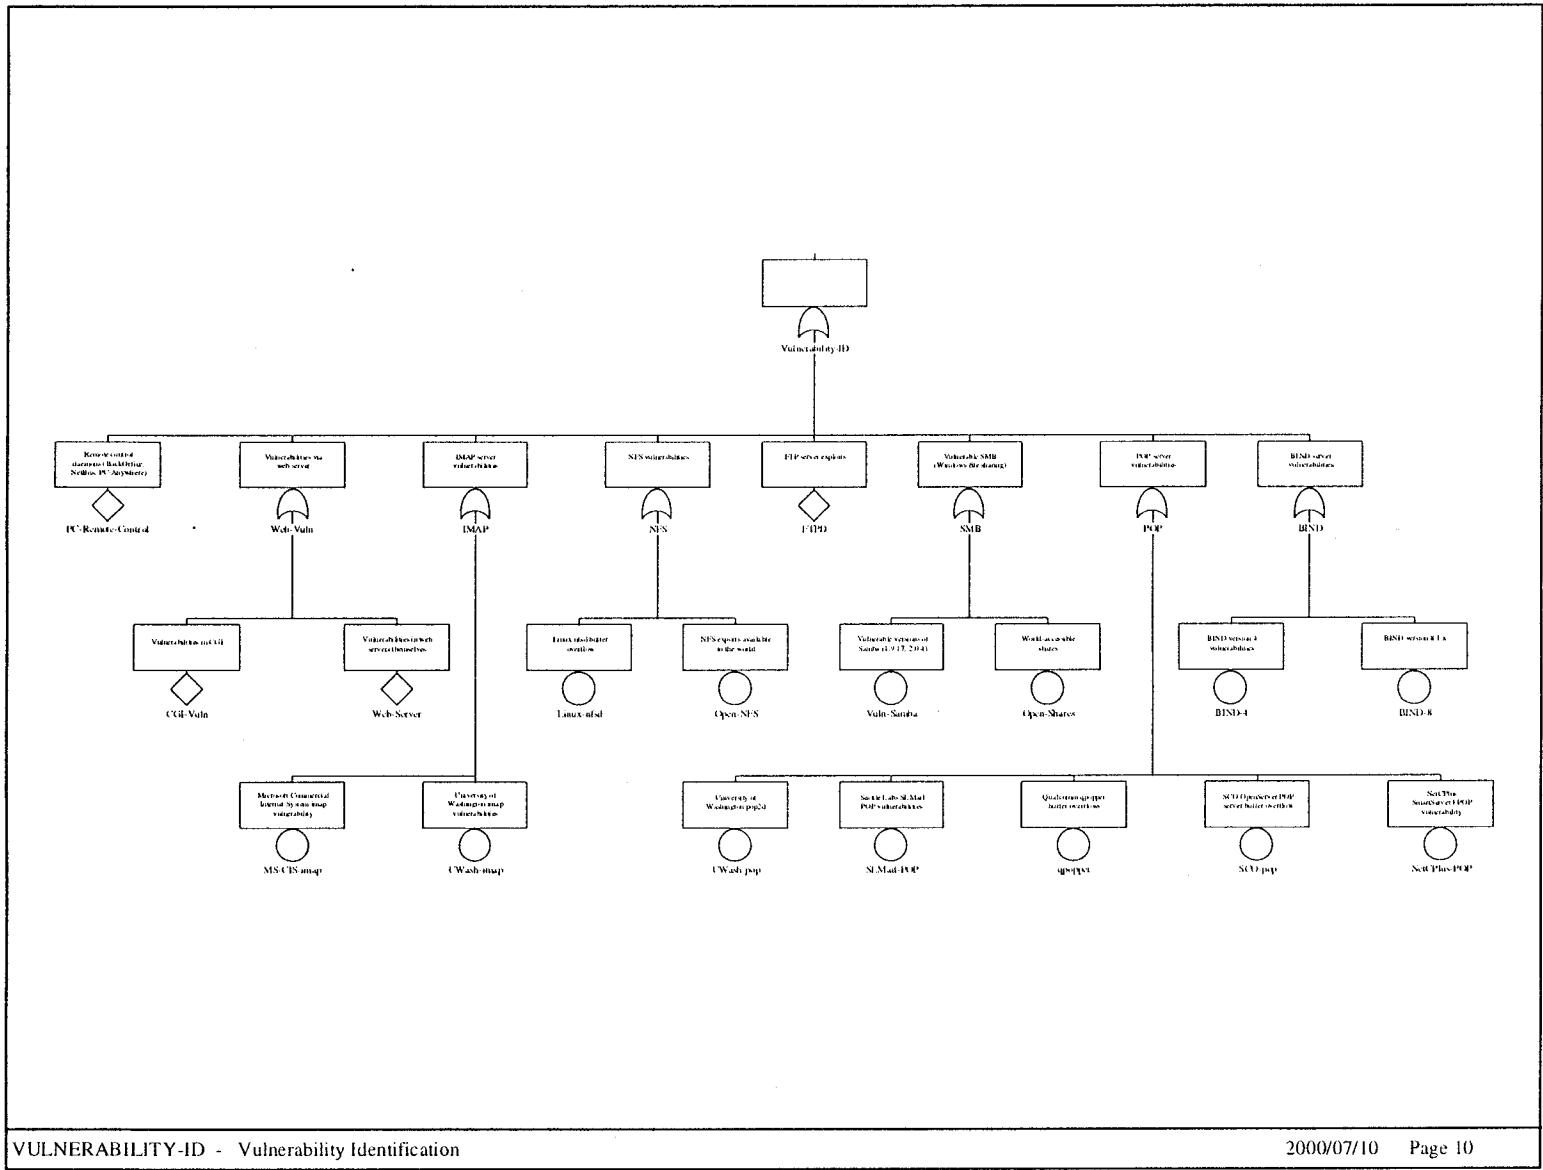 Vulnerability-ID
Remote control
daemons (BackOrifice,
NetBus, PC Anywhere)
PC-Remote-Control
Vulnerabilities via
web server
Web-Vuln
IMAP server
vulnerabilities
IMAP
NFS vulnerabilities
NFS
FTP server exploits
FTPD
Vulnerable SMB
(Windows file sharing)
SMB
POP server
vulnerabilities
POP
BIND server
vulnerabilities
BIND
Vulnerabilities in CGI
CGI-Vuln
Vulnerabilities in web
servers themselves
Web-Server
Linux nfsd buffer
overflow
Linux-nfsd
NFS exports available
to the world
Open-NFS
Vulnerable versions of
Samba (1.9.17, 2.0.4)
Vuln-Samba
World-accessible
shares
Open-Shares
BIND version 4
vulnerabilities
BIND-4
BIND version 8.1.x
BIND-8
Microsoft Commercial
Internet System imap
vulnerability
MS-CIS-imap
University of
Washington imap
vulnerabilities
UWash-imap
University of
Washington pop2d
UWash-pop
Seattle Labs SLMail
POP vulnerabilities
SLMail-POP
Qualcomm qpopper
buffer overflows
qpopper
SCO OpenServer POP
server buffer overflow
SCO-pop
NetCPlus
SmartServer3 POP
vulnerability
NetCPlus-POP
VULNERABILITY-ID - Vulnerability Identification
2000/07/10 Page 10